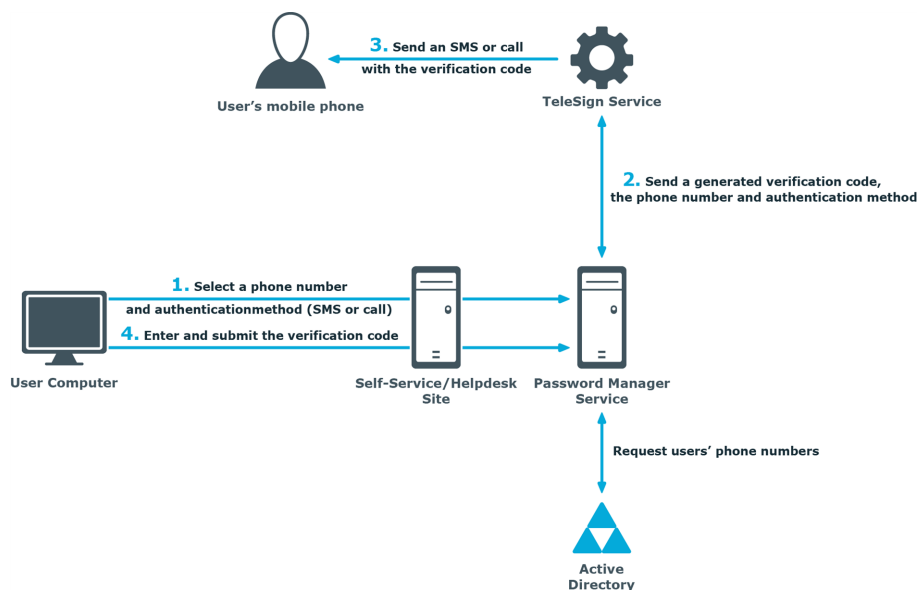 3. Send an SMS or call
with the verification code
User's mobile phone
TeleSign Service
2. Send a generated verification code,
the phone number and authentication method
1. Select a phone number
and authenticationmethod (SMS or call)
4. Enter and submit the verification code
User Computer
Self-Service/Helpdesk
Site
Password Manager
Service
Request users' phone numbers
Active
Directory